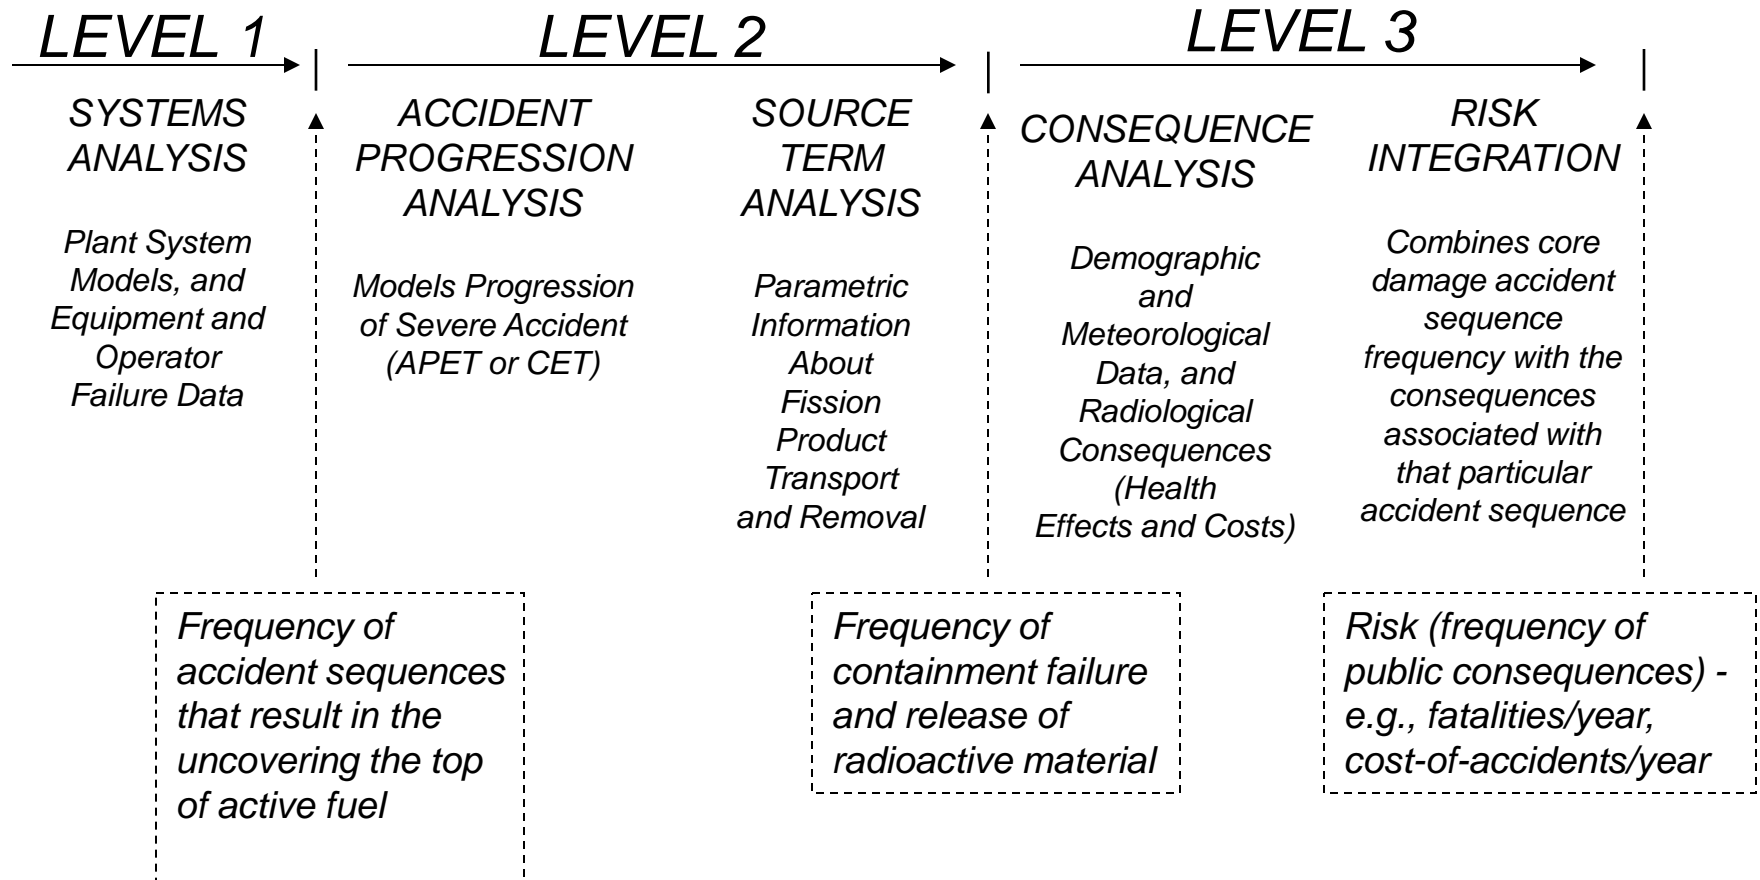 LEVEL 1
LEVEL 2
LEVEL 3
SYSTEMS
ANALYSIS
Plant System
Models, and
Equipment and
Operator
Failure Data
ACCIDENT
PROGRESSION
ANALYSIS
Models Progression
of Severe Accident
(APET or CET)
SOURCE
TERM
ANALYSIS
Parametric
Information
About
Fission
Product
Transport
and Removal
CONSEQUENCE
ANALYSIS
Demographic
and
Meteorological
Data, and
Radiological
Consequences
(Health
Effects and Costs)
RISK
INTEGRATION
Combines core
damage accident
sequence
frequency with the
consequences
associated with
that particular
accident sequence
Frequency of
accident sequences
that result in the
uncovering the top
of active fuel
Frequency of
containment failure
and release of
radioactive material
Risk (frequency of
public consequences) -
e.g., fatalities/year,
cost-of-accidents/year